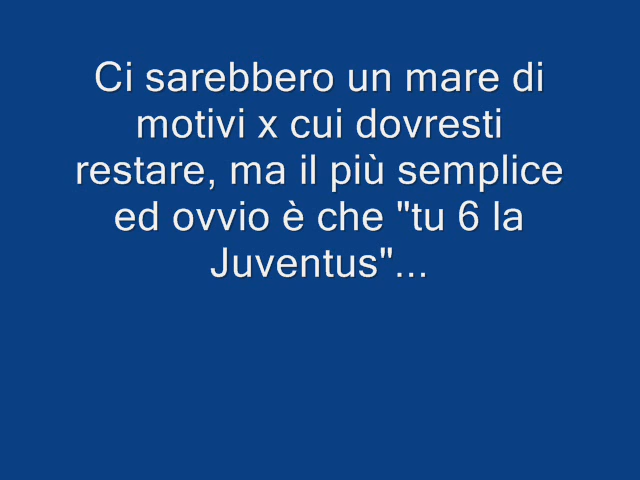 Ci sarebbero un mare di
motivi x cui dovresti
restare, ma il più semplice
ed ovvio è che "tu 6 la
Juventus"...